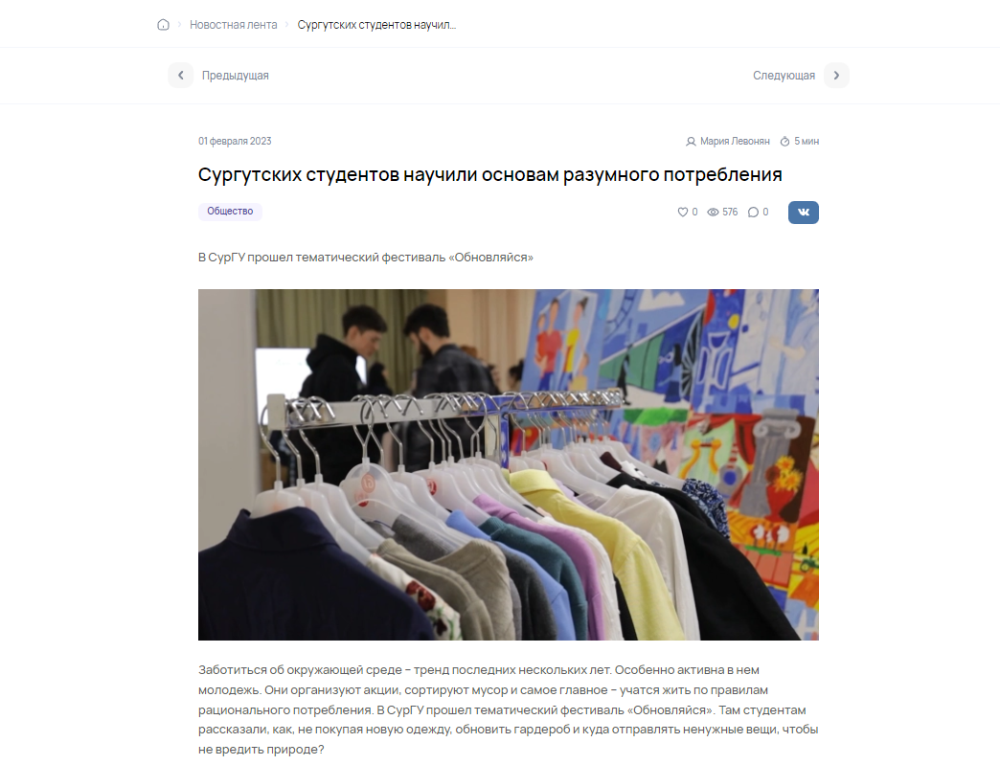 Новостная лента
Сургутских студентов научил...
Предыдущая
Следующая
01 февраля 2023
Мария Левонян
5 мин
Сургутских студентов научили основам разумного потребления
Общество
0
576
0
В СурГУ прошел тематический фестиваль «Обновляйся»
Заботиться об окружающей среде – тренд последних нескольких лет. Особенно активна в нем
молодежь. Они организуют акции, сортируют мусор и самое главное – учатся жить по правилам
рационального потребления. В СурГУ прошел тематический фестиваль «Обновляйся». Там студентам
рассказали, как, не покупая новую одежду, обновить гардероб и куда отправлять ненужные вещи, чтобы
не вредить природе?